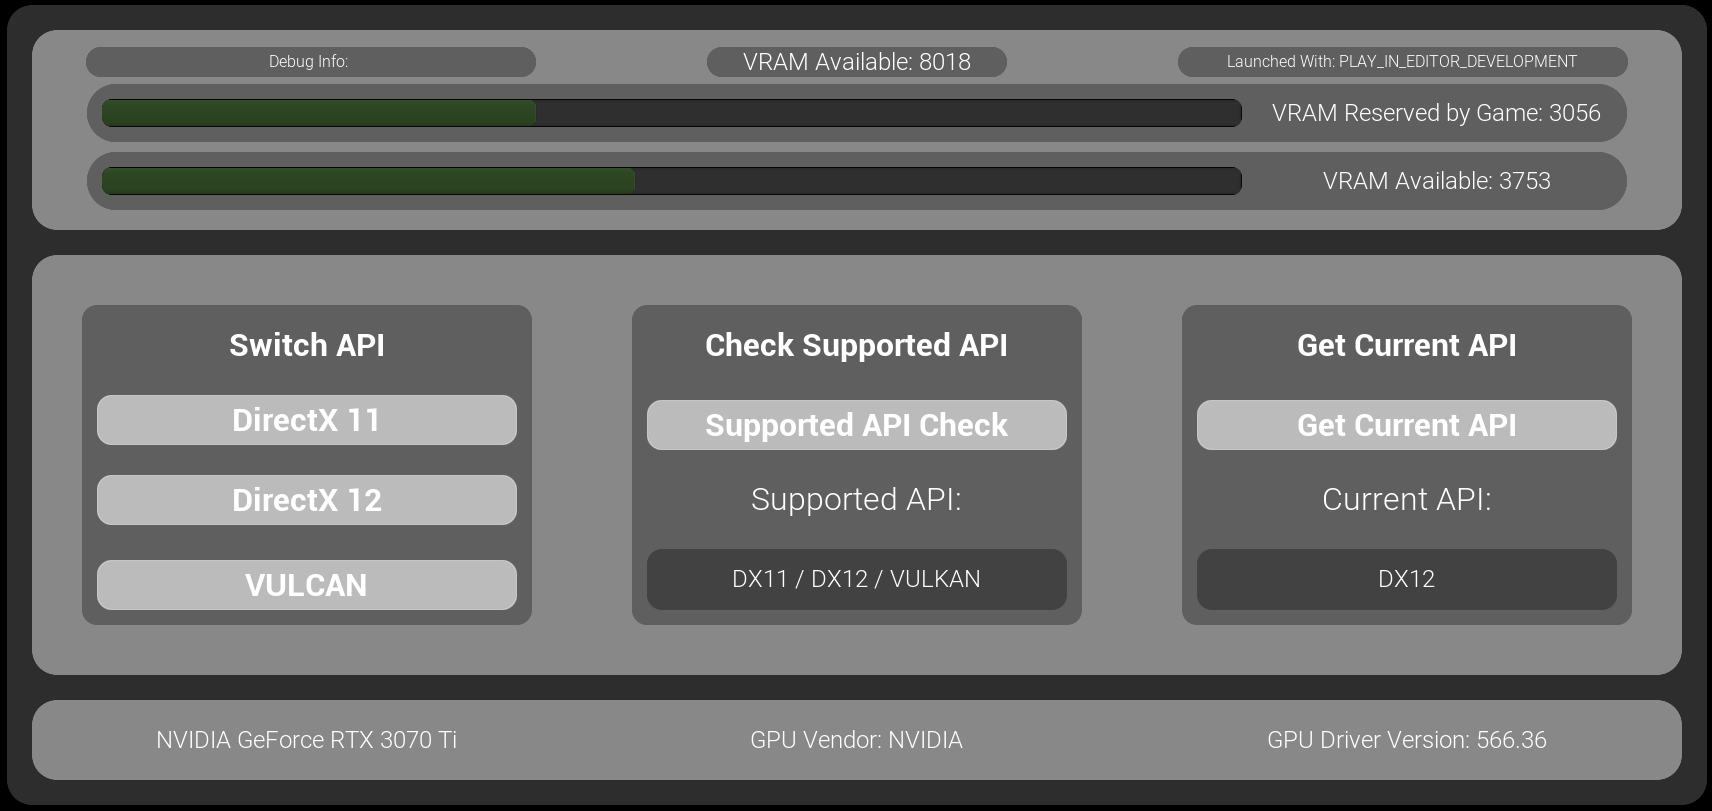 Debug Info:
VRAM Available: 8018
Launched With: PLAY_IN_EDITOR_DEVELOPMENT
VRAM Reserved by Game: 3056
VRAM Available: 3753
Switch API
DirectX 11
DirectX 12
VULCAN
Check Supported API
Supported API Check
Supported API:
DX11 / DX12 / VULKAN
Get Current API
Get Current API
Current API:
DX12
NVIDIA GeForce RTX 3070 Ti
GPU Vendor: NVIDIA
GPU Driver Version: 566.36